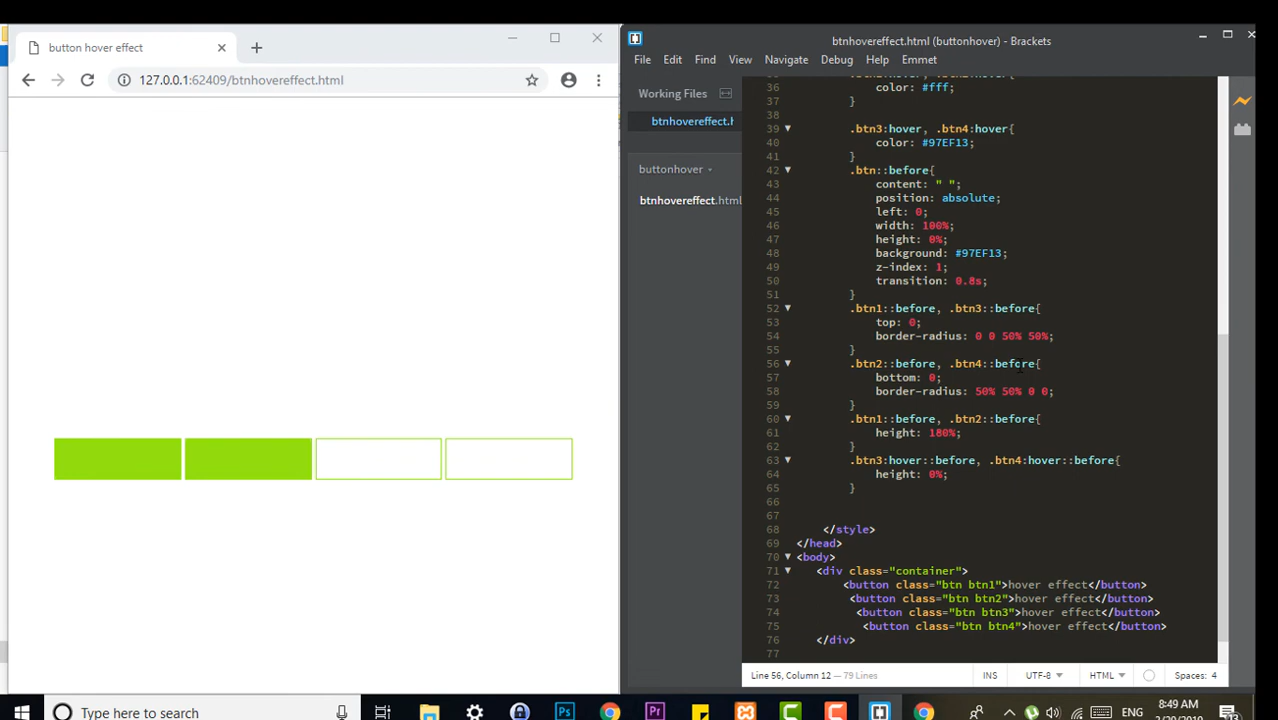 button hover effect
127.0.0.1:62409/btnhovereffect.html
btnhovereffect.html (buttonhover) - Brackets
File Edit Find View Navigate Debug Help Emmet
Working Files
btnhovereffect.h
buttonhover
btnhovereffect.html
36 color: #fff;
37 }
38
39 .btn3:hover, .btn4:hover{
40 color: #97EF13;
41 }
42 .btn::before{
43 content: " ";
44 position: absolute;
45 left: 0;
46 width: 100%;
47 height: 0%;
48 background: #97EF13;
49 z-index: 1;
50 transition: 0.8s;
51 }
52 .btn1::before, .btn3::before{
53 top: 0;
54 border-radius: 0 0 50% 50%;
55 }
56 .btn2::before, .btn4::before{
57 bottom: 0;
58 border-radius: 50% 50% 0 0;
59 }
60 .btn1::before, .btn2::before{
61 height: 180%;
62 }
63 .btn3:hover::before, .btn4:hover::before{
64 height: 0%;
65 }
66
67
68 </style>
69 </head>
70 <body>
71 <div class="container">
72 <button class="btn btn1">hover effect</button>
73 <button class="btn btn2">hover effect</button>
74 <button class="btn btn3">hover effect</button>
75 <button class="btn btn4">hover effect</button>
76 </div>
77
Line 56, Column 12 — 79 Lines
INS UTF-8 HTML Spaces: 4
Type here to search
ENG
8:49 AM